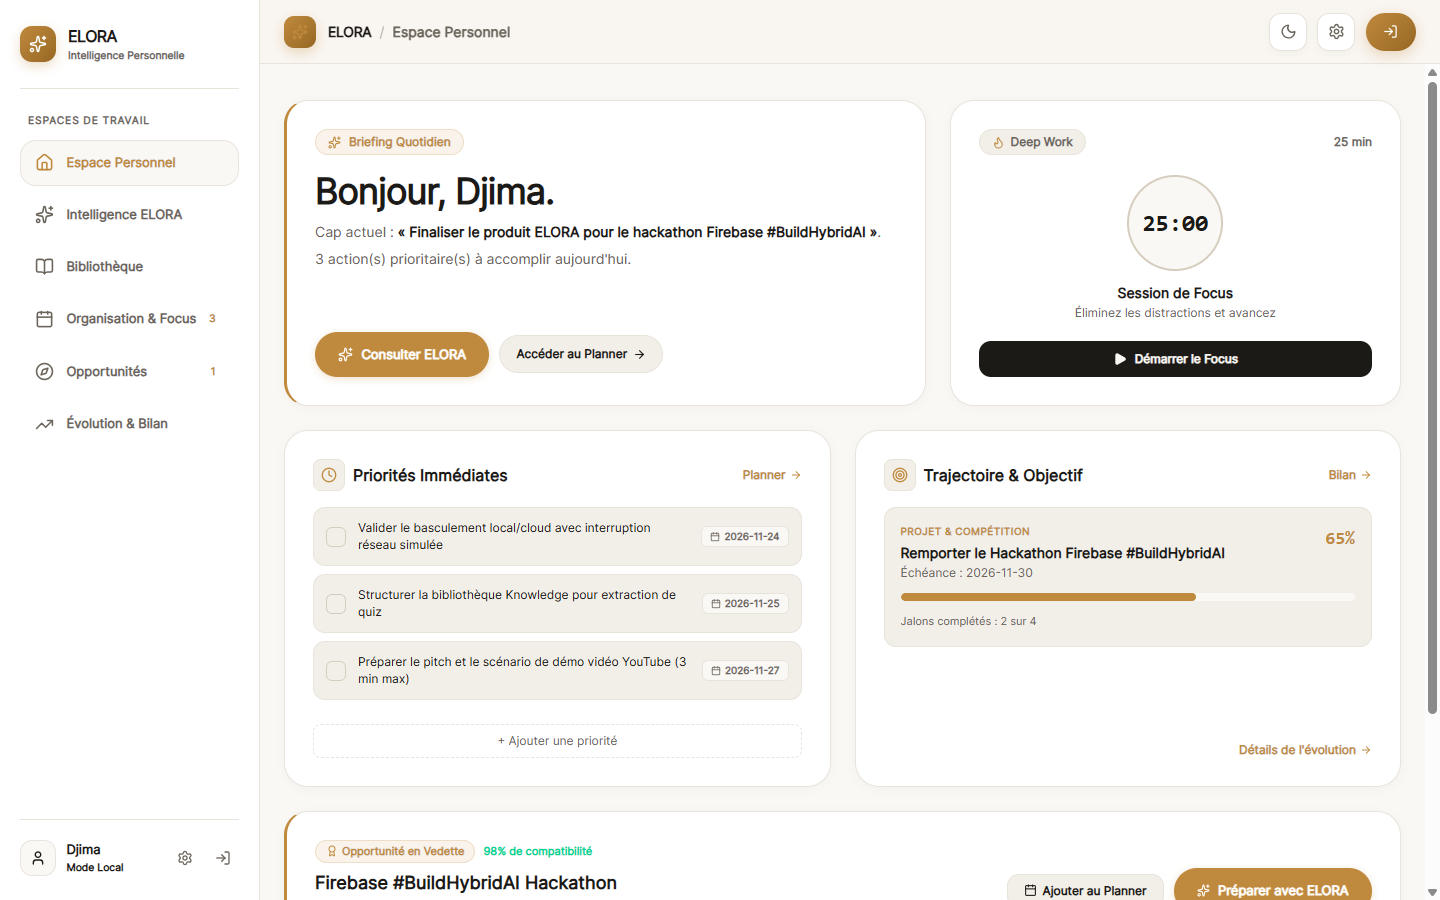 ELORA
Intelligence Personnelle
ESPACES DE TRAVAIL
Espace Personnel
Intelligence ELORA
Bibliothèque
Organisation & Focus 3
Opportunités 1
Évolution & Bilan
Djima
Mode Local
ELORA / Espace Personnel
Briefing Quotidien
Bonjour, Djima.
Cap actuel : « Finaliser le produit ELORA pour le hackathon Firebase #BuildHybridAI ».
3 action(s) prioritaire(s) à accomplir aujourd'hui.
Consulter ELORA
Accéder au Planner →
Deep Work
25 min
25:00
Session de Focus
Éliminez les distractions et avancez
Démarrer le Focus
Priorités Immédiates
Planner →
Valider le basculement local/cloud avec interruption
réseau simulée
2026-11-24
Structurer la bibliothèque Knowledge pour extraction de
quiz
2026-11-25
Préparer le pitch et le scénario de démo vidéo YouTube (3
min max)
2026-11-27
+ Ajouter une priorité
Trajectoire & Objectif
Bilan →
PROJET & COMPÉTITION
65%
Remporter le Hackathon Firebase #BuildHybridAI
Échéance : 2026-11-30
Jalons complétés : 2 sur 4
Détails de l'évolution →
Opportunité en Vedette
98% de compatibilité
Firebase #BuildHybridAI Hackathon
Ajouter au Planner
Préparer avec ELORA